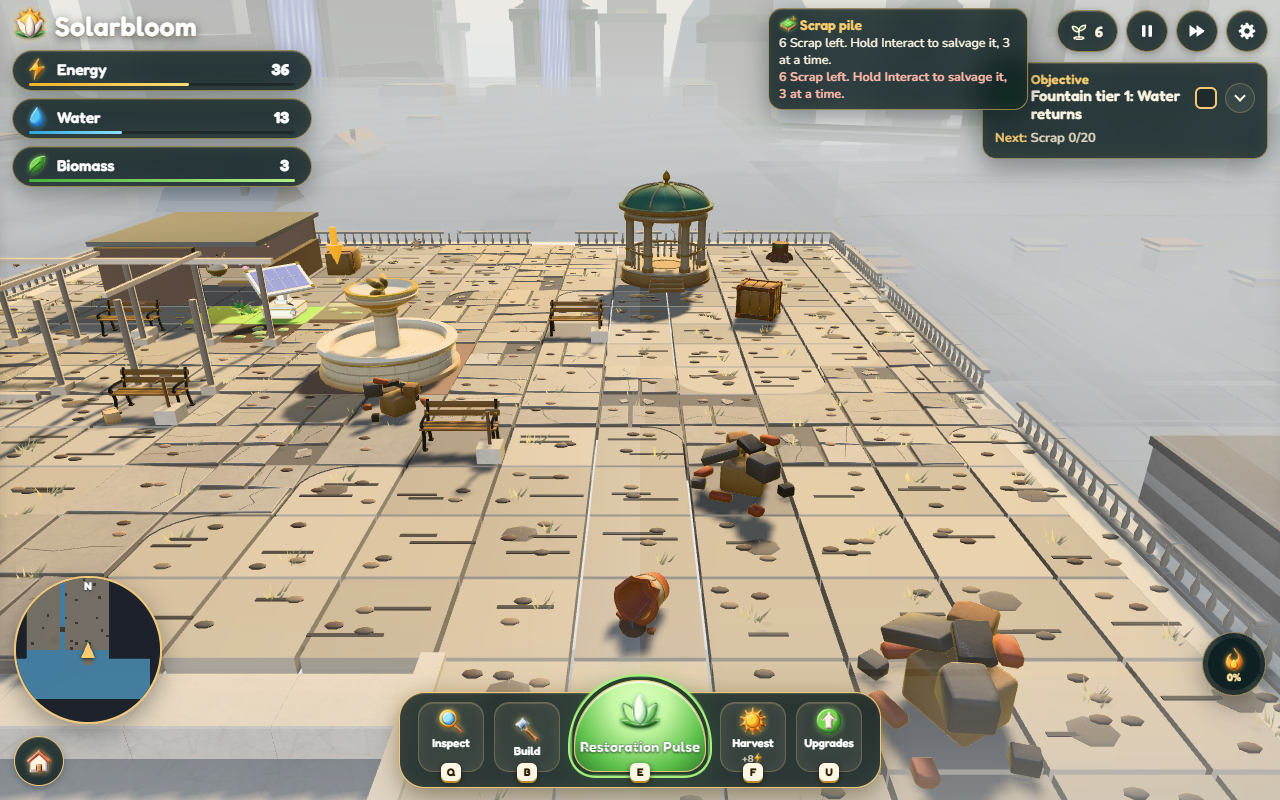 Solarbloom
Energy 36
Water 13
Biomass 3
Scrap pile
6 Scrap left. Hold Interact to salvage it, 3
at a time.
6 Scrap left. Hold Interact to salvage it,
3 at a time.
6
Objective
Fountain tier 1: Water
returns
Next: Scrap 0/20
N
0%
Inspect
Q
Build
B
Restoration Pulse
E
Harvest
+8
F
Upgrades
U